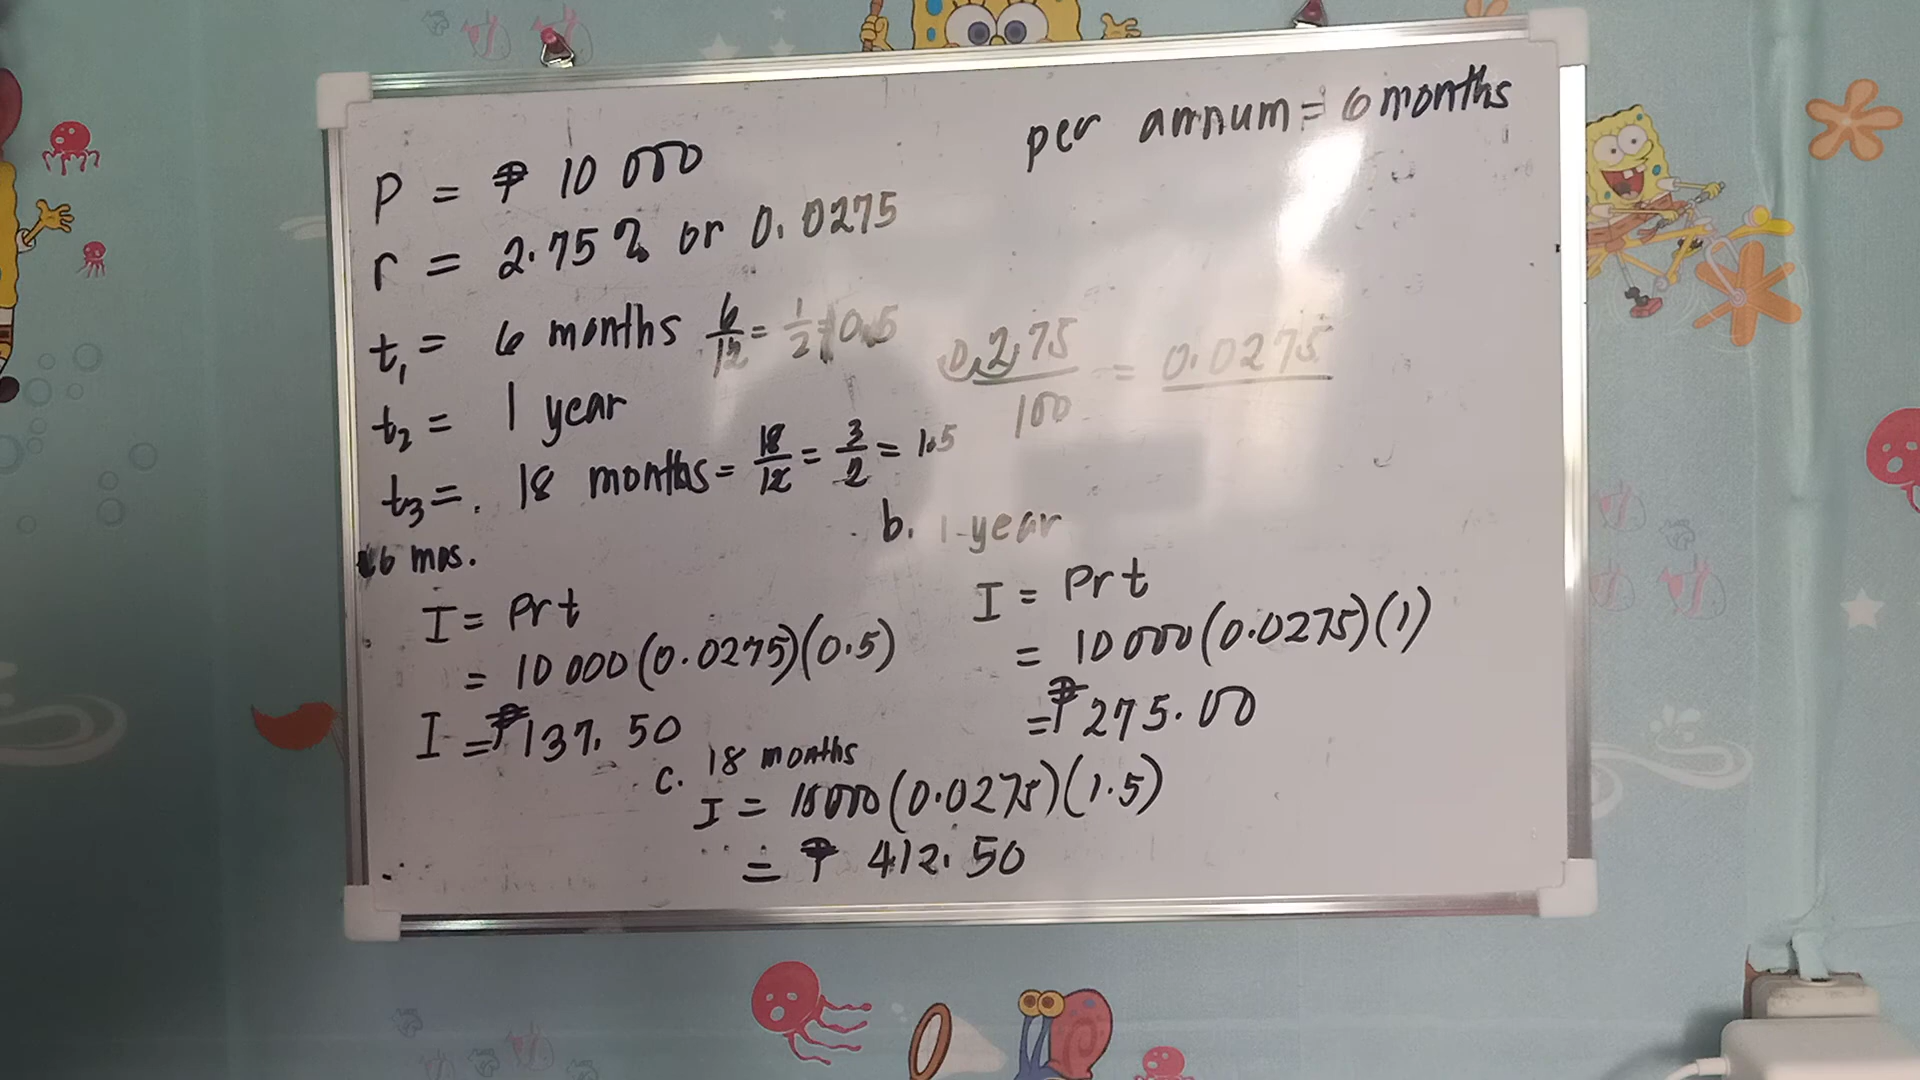 per annum = 6 months
P = ₱ 10 000
r = 2.75 % or 0.0275
t₁ = 6 months 6/12 = 1/2 = 0.5
0.2.75/100 = 0.0275
t₂ = 1 year
t₃ = . 18 months = 18/12 = 3/2 = 1.5
6 mos.
I = Prt
= 10 000 (0.0275)(0.5)
I = ₱137.50
b. 1 year
I = Prt
= 10 000 (0.0275)(1)
= ₱275.00
c. 18 months
I = 10000 (0.0275)(1.5)
= ₱ 412.50